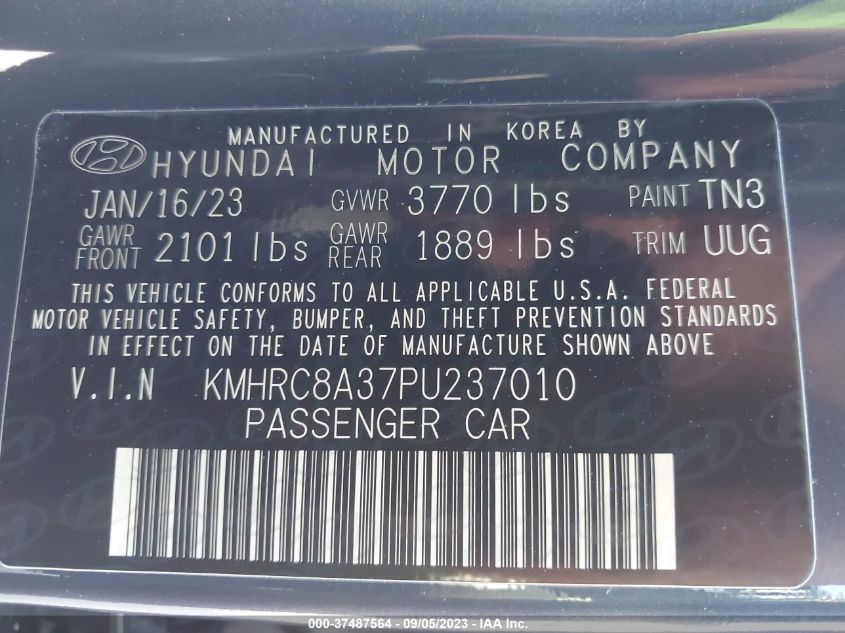 MANUFACTURED IN KOREA BY
HYUNDAI MOTOR COMPANY
JAN/16/23 GVWR 3770 lbs PAINT TN3
GAWR FRONT 2101 lbs GAWR REAR 1889 lbs TRIM UUG
THIS VEHICLE CONFORMS TO ALL APPLICABLE U.S.A. FEDERAL
MOTOR VEHICLE SAFETY, BUMPER, AND THEFT PREVENTION STANDARDS
IN EFFECT ON THE DATE OF MANUFACTURE SHOWN ABOVE
V.I.N KMHRC8A37PU237010
PASSENGER CAR
000-37487564 - 09/05/2023 - IAA Inc.